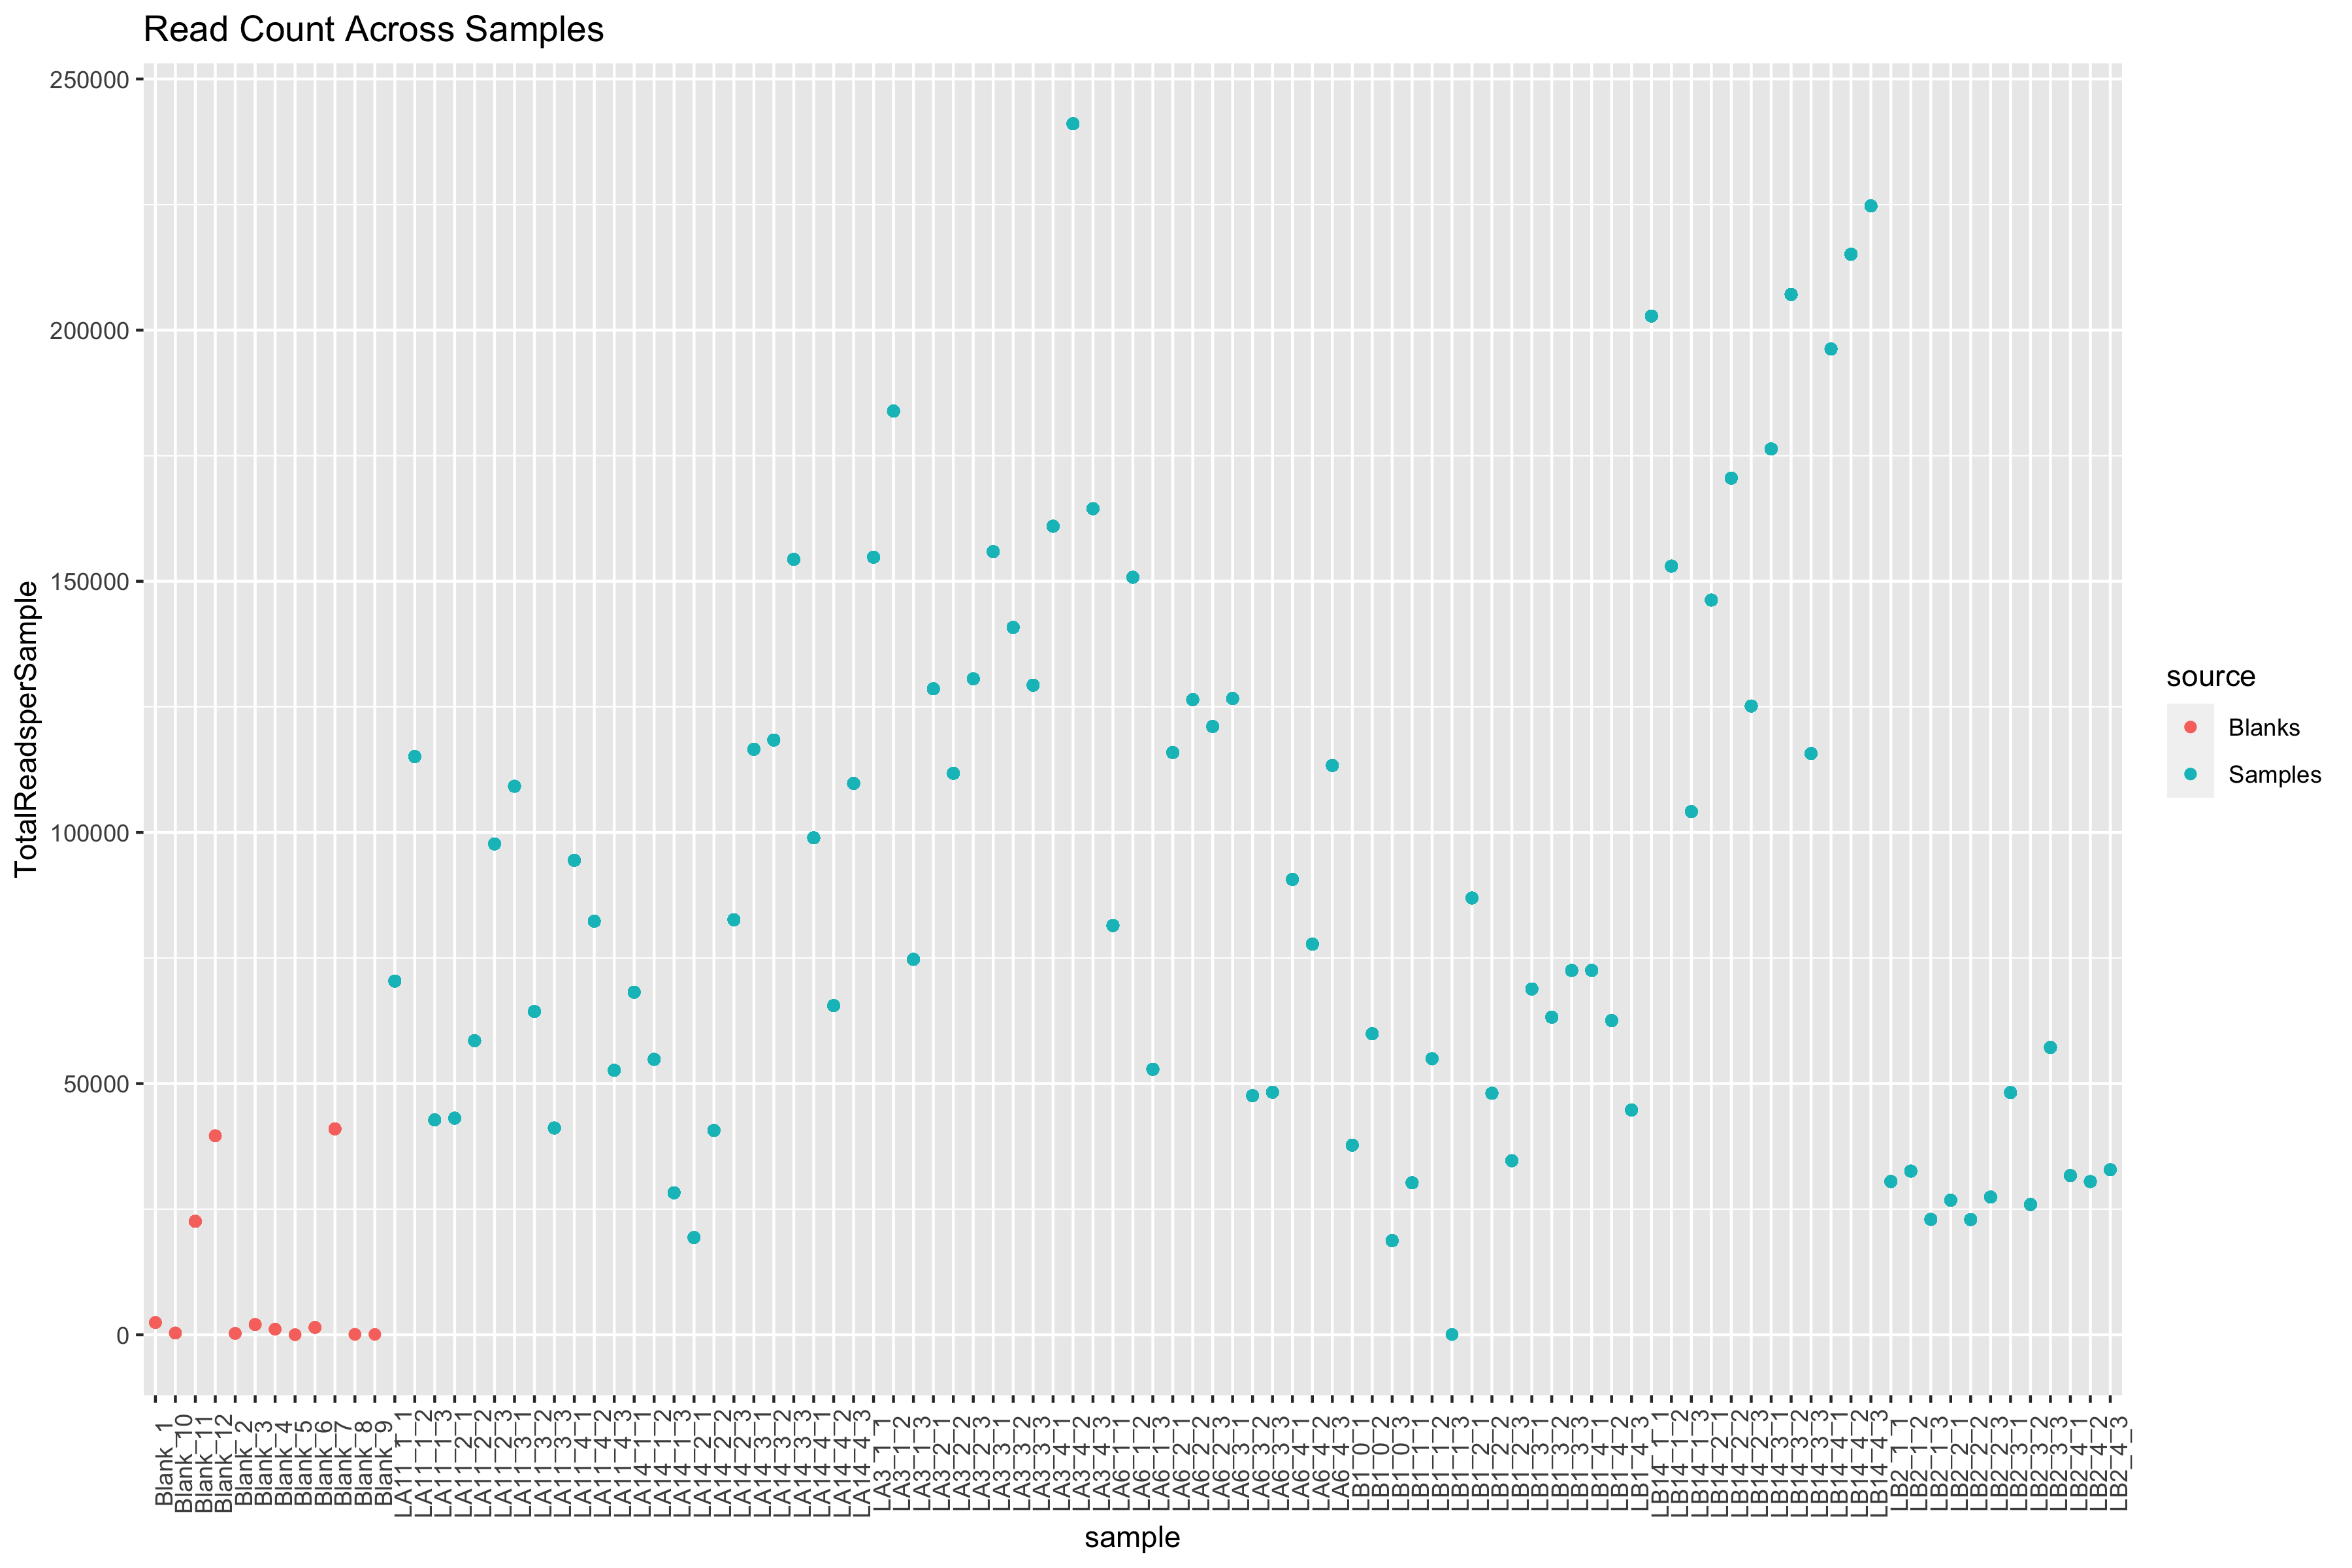 Read Count Across Samples
TotalReadsperSample
250000
200000
150000
100000
50000
0
Blank_1
Blank_10
Blank_11
Blank_12
Blank_2
Blank_3
Blank_4
Blank_5
Blank_6
Blank_7
Blank_8
Blank_9
LA11_1_1
LA11_1_2
LA11_1_3
LA11_2_1
LA11_2_2
LA11_2_3
LA11_3_1
LA11_3_2
LA11_3_3
LA11_4_1
LA11_4_2
LA11_4_3
LA14_1_1
LA14_1_2
LA14_1_3
LA14_2_1
LA14_2_2
LA14_2_3
LA14_3_1
LA14_3_2
LA14_3_3
LA14_4_1
LA14_4_2
LA14_4_3
LA3_1_1
LA3_1_2
LA3_1_3
LA3_2_1
LA3_2_2
LA3_2_3
LA3_3_1
LA3_3_2
LA3_3_3
LA3_4_1
LA3_4_2
LA3_4_3
LA6_1_1
LA6_1_2
LA6_1_3
LA6_2_1
LA6_2_2
LA6_2_3
LA6_3_1
LA6_3_2
LA6_3_3
LA6_4_1
LA6_4_2
LA6_4_3
LB1_0_1
LB1_0_2
LB1_0_3
LB1_1_1
LB1_1_2
LB1_1_3
LB1_2_1
LB1_2_2
LB1_2_3
LB1_3_1
LB1_3_2
LB1_3_3
LB1_4_1
LB1_4_2
LB1_4_3
LB14_1_1
LB14_1_2
LB14_1_3
LB14_2_1
LB14_2_2
LB14_2_3
LB14_3_1
LB14_3_2
LB14_3_3
LB14_4_1
LB14_4_2
LB14_4_3
LB2_1_1
LB2_1_2
LB2_1_3
LB2_2_1
LB2_2_2
LB2_2_3
LB2_3_1
LB2_3_2
LB2_3_3
LB2_4_1
LB2_4_2
LB2_4_3
sample
source
Blanks
Samples